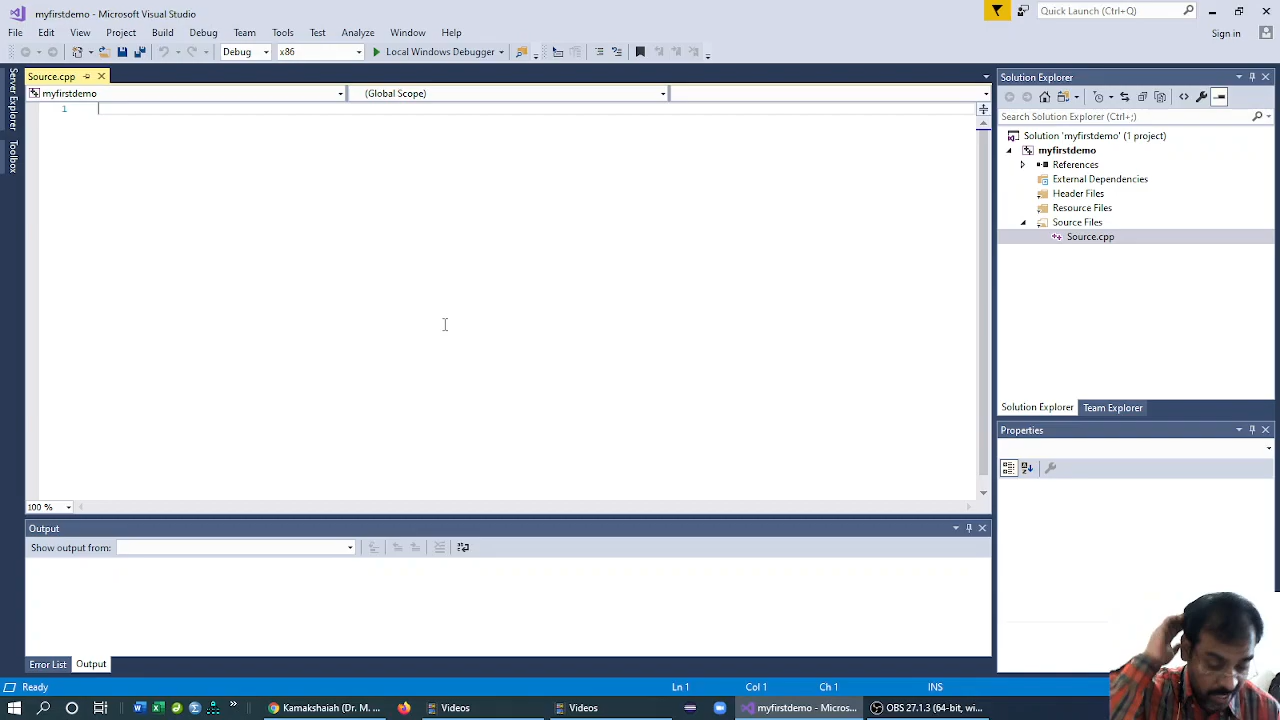 myfirstdemo - Microsoft Visual Studio
Quick Launch (Ctrl+Q)
File Edit View Project Build Debug Team Tools Test Analyze Window Help
Sign in
Debug x86 Local Windows Debugger
Server Explorer
Toolbox
Source.cpp
myfirstdemo (Global Scope)
1
100 %
Solution Explorer
Search Solution Explorer (Ctrl+;)
Solution 'myfirstdemo' (1 project)
myfirstdemo
References
External Dependencies
Header Files
Resource Files
Source Files
Source.cpp
Solution Explorer Team Explorer
Properties
Output
Show output from:
Error List Output
Ready Ln 1 Col 1 Ch 1 INS
Kamakshaiah (Dr. M. ... Videos Videos myfirstdemo - Micros... OBS 27.1.3 (64-bit, wi...